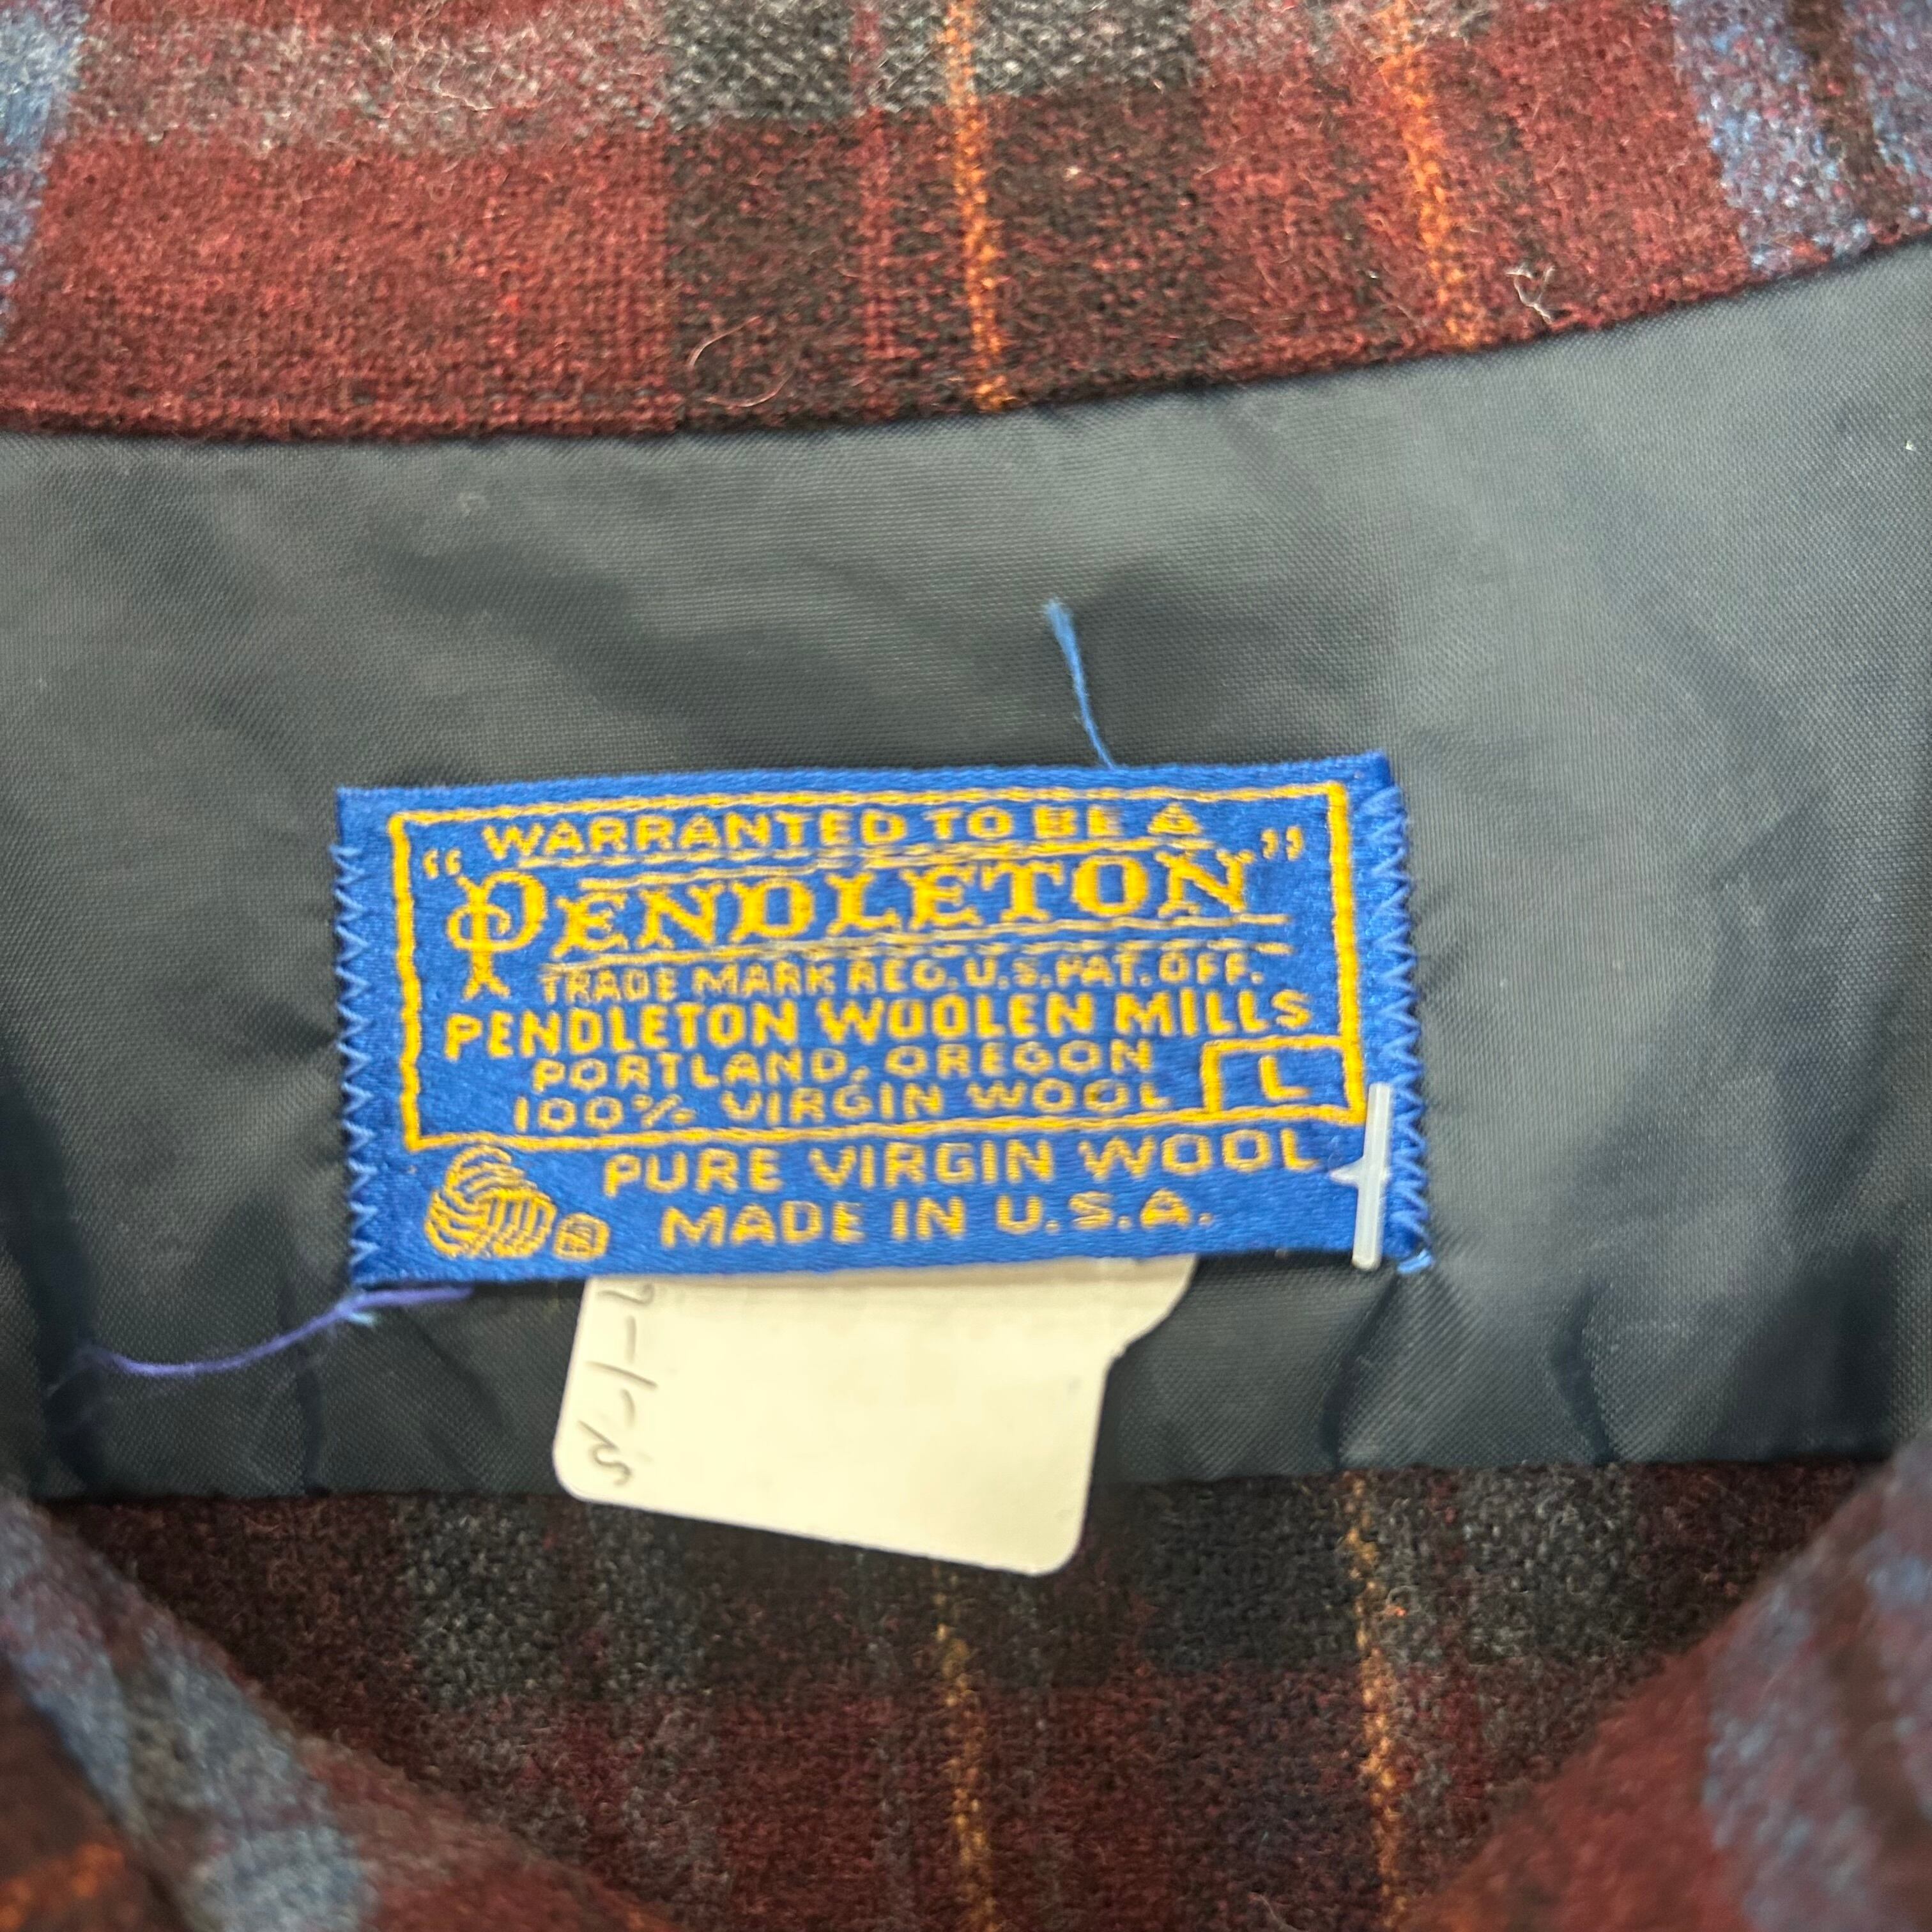 WARRANTED TO BE A
“PENDLETON”
TRADE MARK REG. U.S. PAT. OFF.
PENDLETON WOOLEN MILLS
PORTLAND, OREGON
100% VIRGIN WOOL
L
PURE VIRGIN WOOL
MADE IN U.S.A.